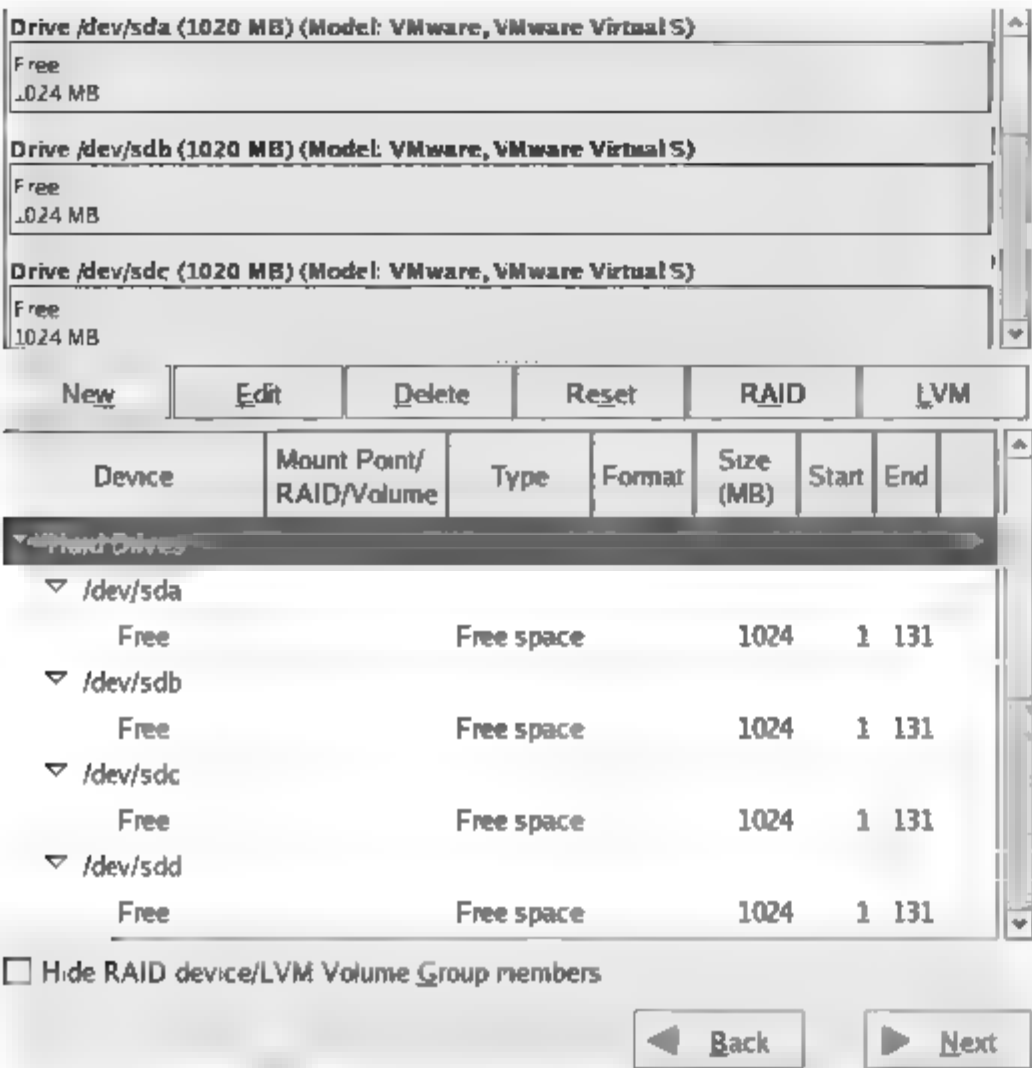 Drive /dev/sda (1020 MB) (Model: VMware, VMware Virtual S)
Free
1024 MB
Drive /dev/sdb (1020 MB) (Model: VMware, VMware Virtual S)
Free
1024 MB
Drive /dev/sdc (1020 MB) (Model: VMware, VMware Virtual S)
Free
1024 MB
New Edit Delete Reset RAID LVM
Device Mount Point/ RAID/Volume Type Format Size (MB) Start End
Hard Drives
/dev/sda
Free Free space 1024 1 131
/dev/sdb
Free Free space 1024 1 131
/dev/sdc
Free Free space 1024 1 131
/dev/sdd
Free Free space 1024 1 131
Hide RAID device/LVM Volume Group members
Back Next